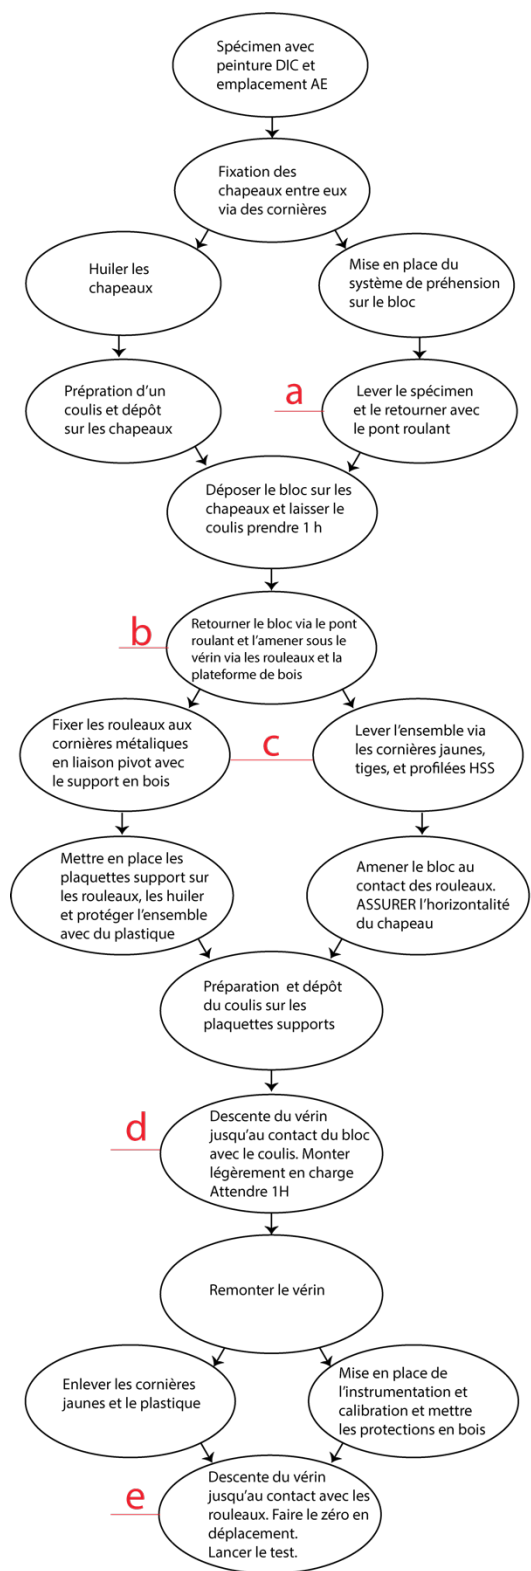 Spécimen avec
peinture DIC et
emplacement AE
Fixation des
chapeaux entre eux
via des cornières
Huiler les
chapeaux
Mise en place du
système de préhension
sur le bloc
Prépration d'un
coulis et dépôt
sur les chapeaux
a
Lever le spécimen
et le retourner avec
le pont roulant
Déposer le bloc sur les
chapeaux et laisser le
coulis prendre 1 h
b
Retourner le bloc via le pont
roulant et l'amener sous le
vérin via les rouleaux et la
plateforme de bois
Fixer les rouleaux aux
cornières métaliques
en liaison pivot avec
le support en bois
c
Lever l'ensemble via
les cornières jaunes,
tiges, et profilées HSS
Mettre en place les
plaquettes support sur
les rouleaux, les huiler
et protéger l'ensemble
avec du plastique
Amener le bloc au
contact des rouleaux.
ASSURER l'horizontalité
du chapeau
Préparation et dépôt
du coulis sur les
plaquettes supports
d
Descente du vérin
jusqu'au contact du bloc
avec le coulis. Monter
légèrement en charge
Attendre 1H
Remonter le vérin
Enlever les cornières
jaunes et le plastique
Mise en place de
l'instrumentation et
calibration et mettre
les protections en bois
e
Descente du vérin
jusqu'au contact avec les
rouleaux. Faire le zéro en
déplacement.
Lancer le test.